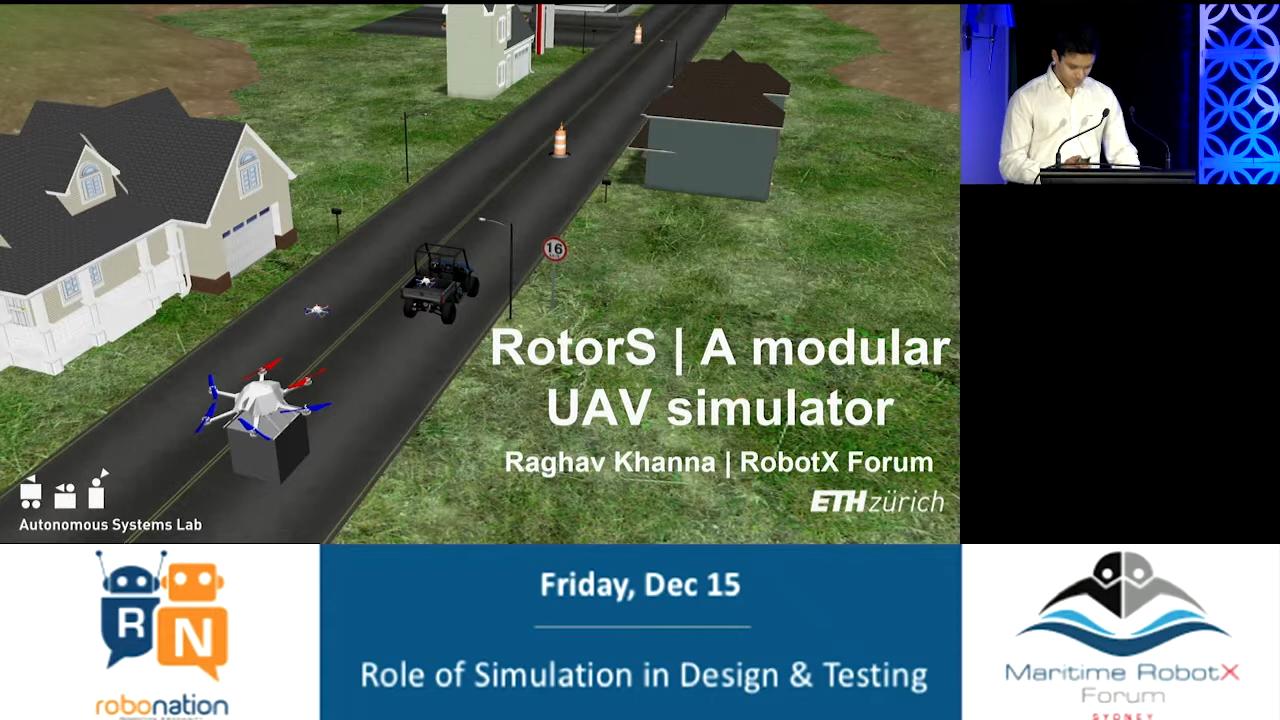 16
RotorS | A modular
UAV simulator
Raghav Khanna | RobotX Forum
ETH zürich
Autonomous Systems Lab
Friday, Dec 15
Role of Simulation in Design & Testing
R
N
robonation
Maritime RobotX
Forum
SYDNEY